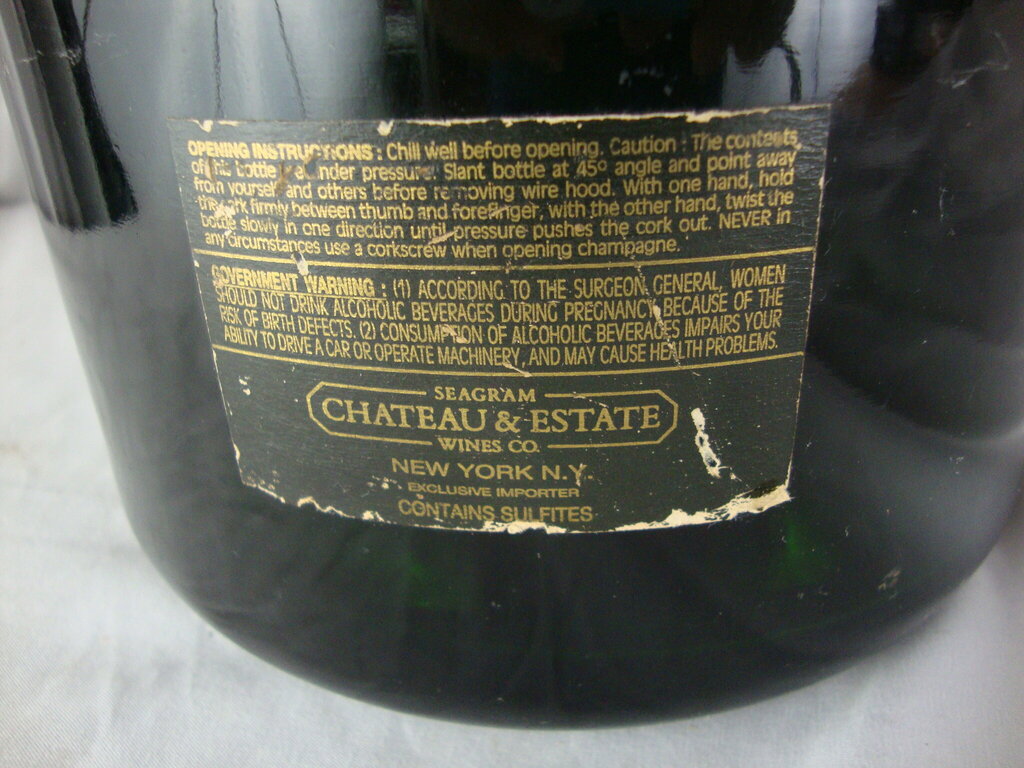 OPENING INSTRUCTIONS : Chill well before opening. Caution : The contents
of this bottle are under pressure. Slant bottle at 45° angle and point away
from yourself and others before removing wire hood. With one hand, hold
the cork firmly between thumb and forefinger, with the other hand, twist the
bottle slowly in one direction until pressure pushes the cork out. NEVER in
any circumstances use a corkscrew when opening champagne.
GOVERNMENT WARNING : (1) ACCORDING TO THE SURGEON GENERAL, WOMEN
SHOULD NOT DRINK ALCOHOLIC BEVERAGES DURING PREGNANCY BECAUSE OF THE
RISK OF BIRTH DEFECTS. (2) CONSUMPTION OF ALCOHOLIC BEVERAGES IMPAIRS YOUR
ABILITY TO DRIVE A CAR OR OPERATE MACHINERY, AND MAY CAUSE HEALTH PROBLEMS.
SEAGRAM
CHATEAU & ESTATE
WINES CO.
NEW YORK N.Y.
EXCLUSIVE IMPORTER
CONTAINS SULFITES